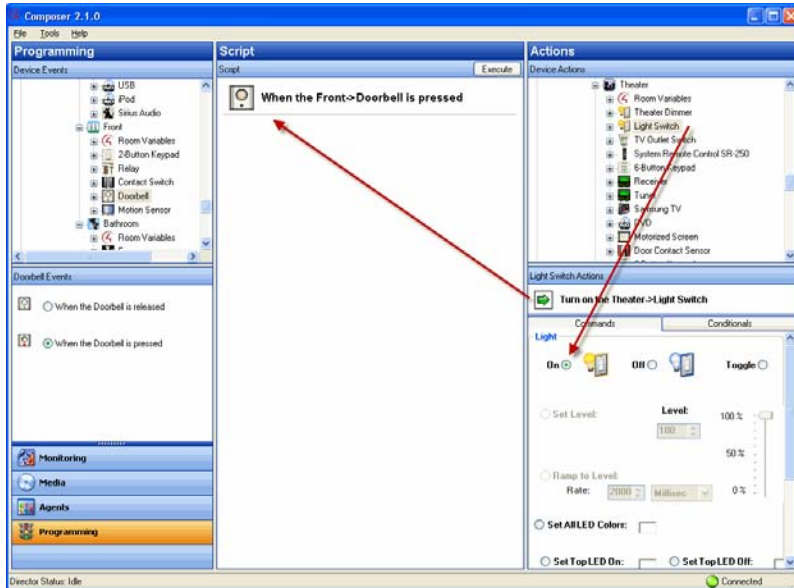 Composer 2.1.0
File Tools Help
Programming
Device Events
USB
iPod
Sirius Audio
Front
Room Variables
2-Button Keypad
Relay
Contact Switch
Doorbell
Motion Sensor
Bathroom
Room Variables
Doorbell Events
When the Doorbell is released
When the Doorbell is pressed
Monitoring
Media
Agents
Programming
Director Status: Idle
Script
Script Execute
When the Front->Doorbell is pressed
Actions
Device Actions
Theater
Room Variables
Theater Dimmer
Light Switch
TV Outlet Switch
System Remote Control SR-250
6-Button Keypad
Receiver
Tuner
Samsung TV
DVD
Motorized Screen
Door Contact Sensor
Light Switch Actions
Turn on the Theater->Light Switch
Commands Conditionals
Light
On Off Toggle
Set Level: Level: 100 %
100
50 %
Ramp to Level:
Rate: 2000 Millisec 0 %
Set All LED Colors:
Set Top LED On: Set Top LED Off:
Connected